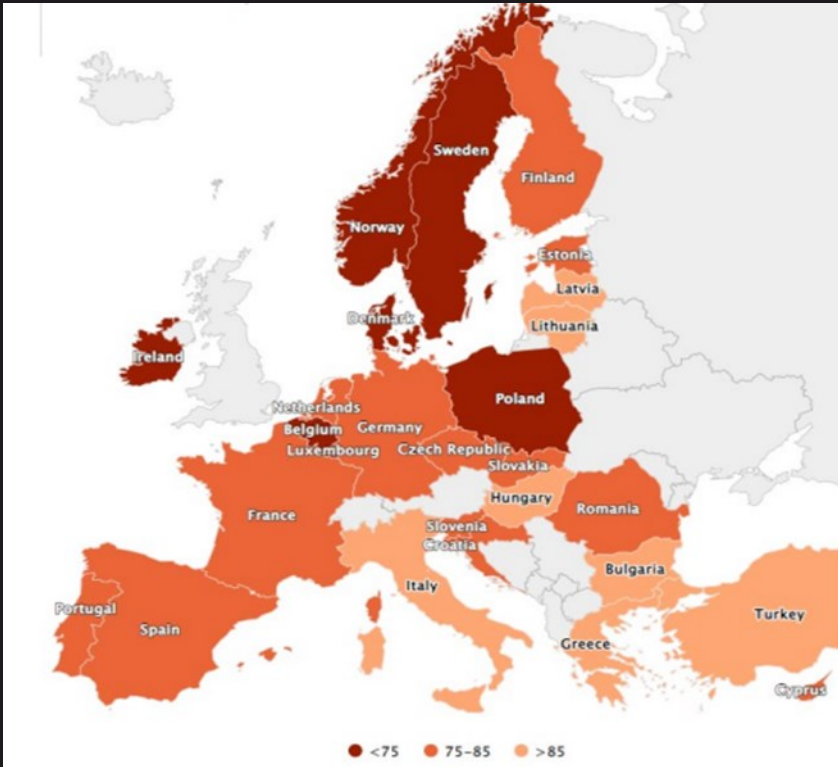 Sweden
Finland
Norway
Estonia
Latvia
Denmark
Lithuania
Ireland
Poland
Netherlands
Belgium
Germany
Luxembourg
Czech Republic
Slovakia
Hungary
France
Romania
Slovenia
Croatia
Bulgaria
Italy
Portugal
Spain
Turkey
Greece
Cyprus
<75 75-85 >85